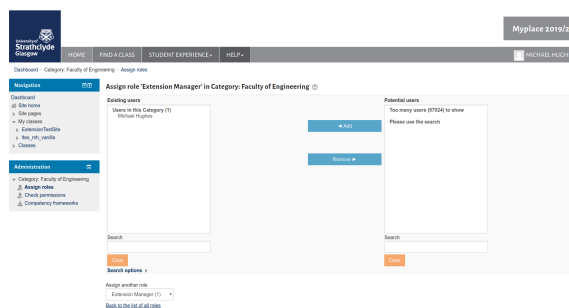 University of
Strathclyde
Glasgow
Myplace 2019/2
HOME
FIND A CLASS
STUDENT EXPERIENCE
HELP
MICHAEL HUGH
Dashboard
Category: Faculty of Engineering
Assign roles
Navigation
Dashboard
Site home
Site pages
My classes
ExtensionTestSite
ltex_mh_vanilla
Classes
Administration
Category: Faculty of Engineering
Assign roles
Check permissions
Competency frameworks
Assign role 'Extension Manager' in Category: Faculty of Engineering
Existing users
Users in this Category (1)
Michael Hughes
◄ Add
Remove ►
Potential users
Too many users (97024) to show
Please use the search
Search
Clear
Search options
Search
Clear
Assign another role
Extension Manager (1)
Back to the list of all roles